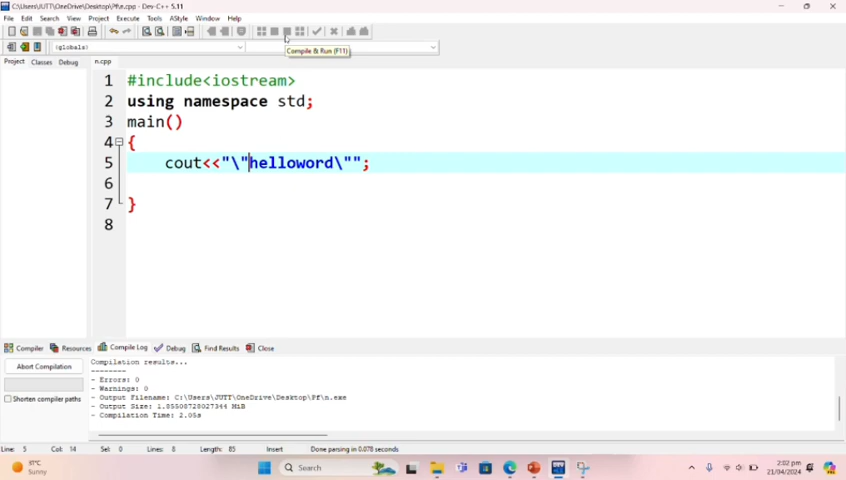 C:\Users\JUTT\OneDrive\Desktop\Pf\n.cpp - Dev-C++ 5.11
File Edit Search View Project Execute Tools AStyle Window Help
(globals)
Compile & Run (F11)
Project Classes Debug n.cpp
1 #include<iostream>
2 using namespace std;
3 main()
4 {
5 cout<<"\"helloword\"";
6
7 }
8
Compiler Resources Compile Log Debug Find Results Close
Abort Compilation
Shorten compiler paths
Compilation results...
--------
- Errors: 0
- Warnings: 0
- Output Filename: C:\Users\JUTT\OneDrive\Desktop\Pf\n.exe
- Output Size: 1.85508728027344 MiB
- Compilation Time: 2.05s
Line: 5 Col: 14 Sel: 0 Lines: 8 Length: 85 Insert Done parsing in 0.078 seconds
31°C
Sunny
Search
DEV
2:02 pm
21/04/2024